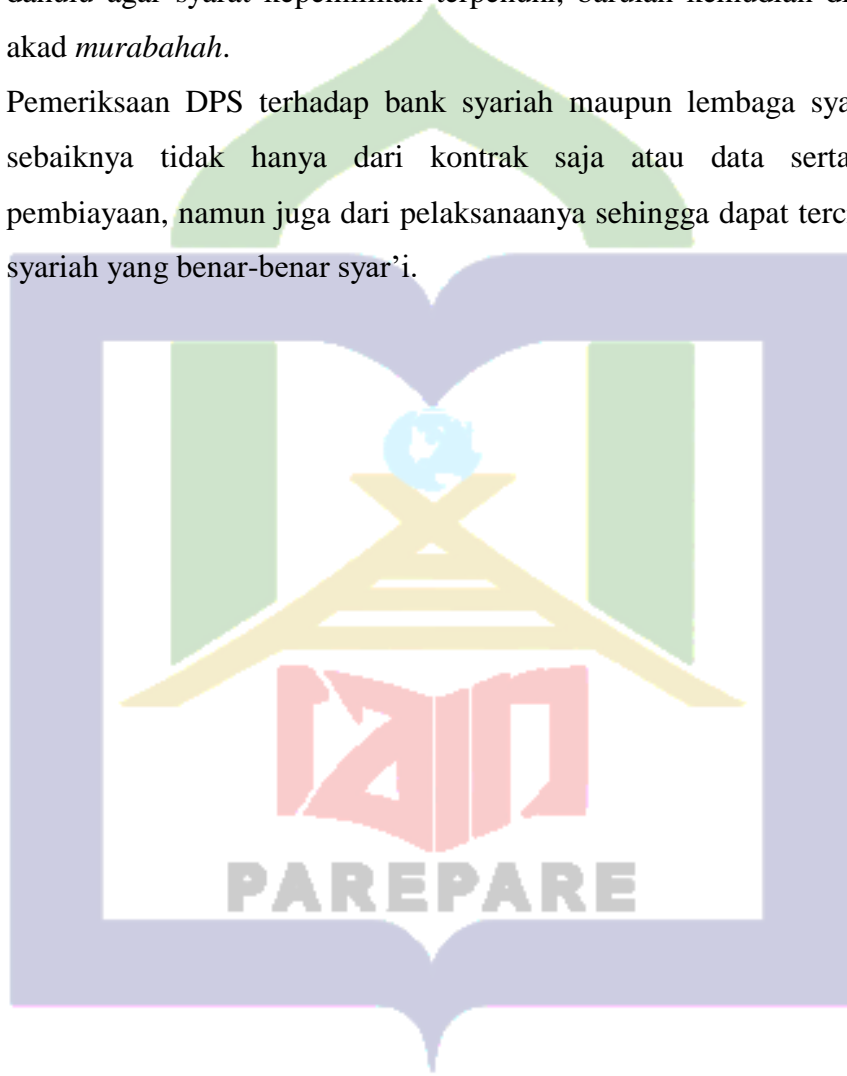 dahulu agar syarat kepemilikan terpenuhi, barulah kemudian di
akad murabahah.
Pemeriksaan DPS terhadap bank syariah maupun lembaga sya
sebaiknya tidak hanya dari kontrak saja atau data serta
pembiayaan, namun juga dari pelaksanaanya sehingga dapat terc
syariah yang benar-benar syar’i.
iain
PAREPARE